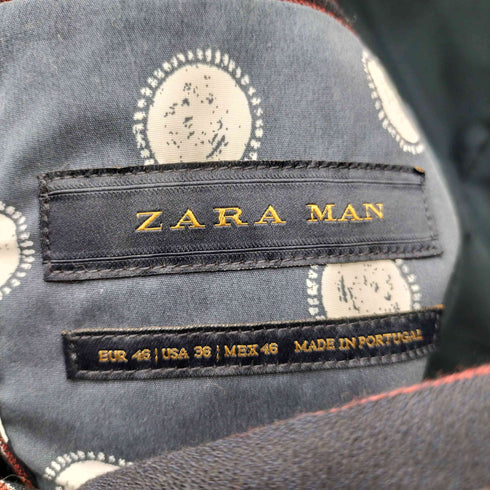 ZARA MAN
EUR 46 | USA 36 | MEX 46 MADE IN PORTUGAL